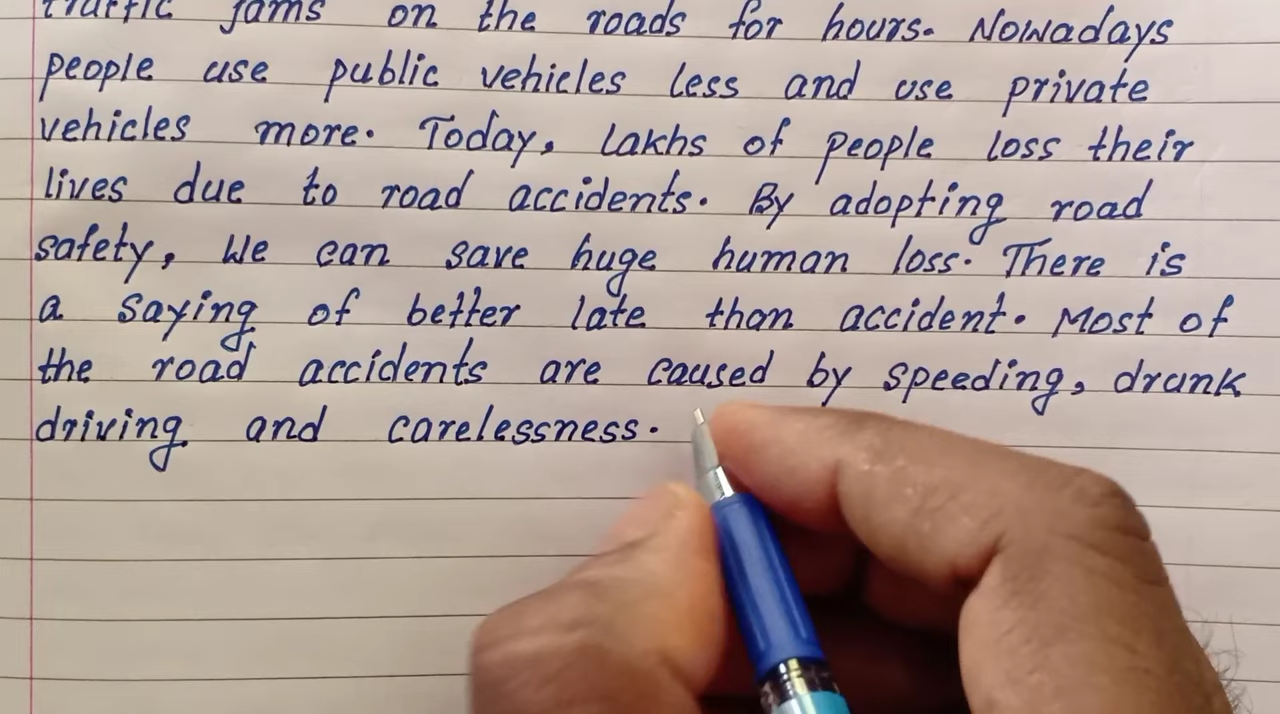 traffic jams on the roads for hours. Nowadays
people use public vehicles less and use private
vehicles more. Today, lakhs of people loss their
lives due to road accidents. By adopting road
safety, we can save huge human loss. There is
a saying of better late than accident. Most of
the road accidents are caused by speeding, drunk
driving and carelessness.